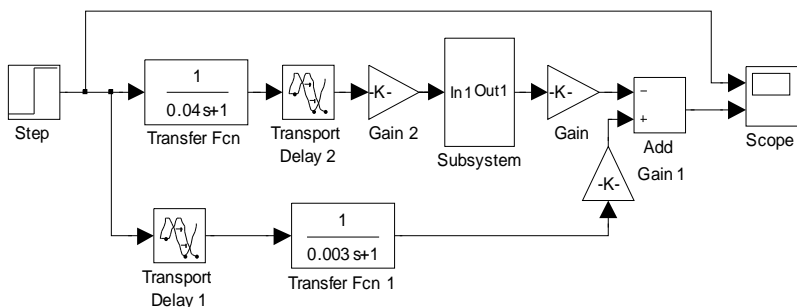 Step
1
0.04s+1
Transfer Fcn
Transport
Delay 2
-K-
Gain 2
In1 Out1
Subsystem
-K-
Gain
−
+
Add
Scope
-K-
Gain 1
Transport
Delay 1
1
0.003s+1
Transfer Fcn 1